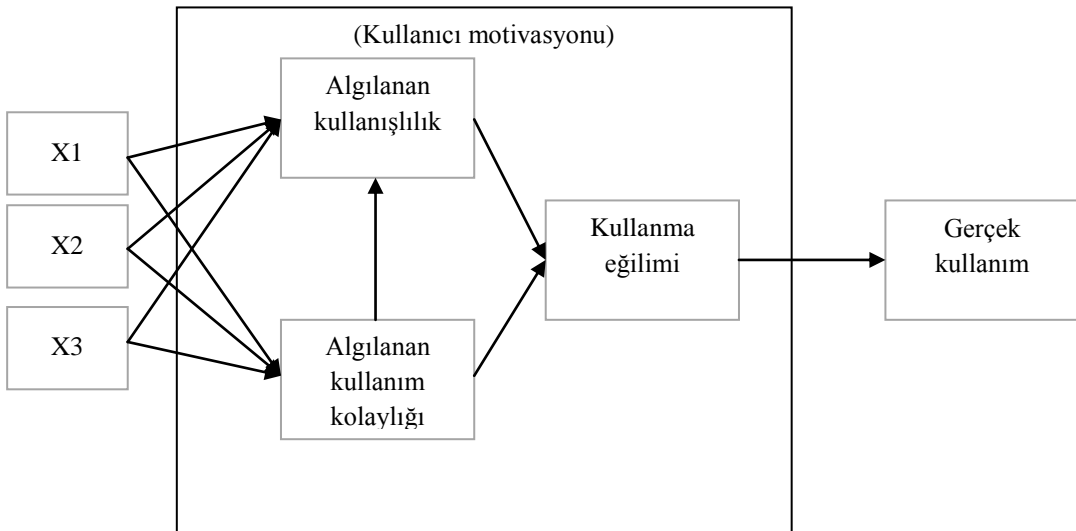 (Kullanıcı motivasyonu)
Algılanan
kullanışlılık
X1
X2
X3
Kullanma
eğilimi
Gerçek
kullanım
Algılanan
kullanım
kolaylığı